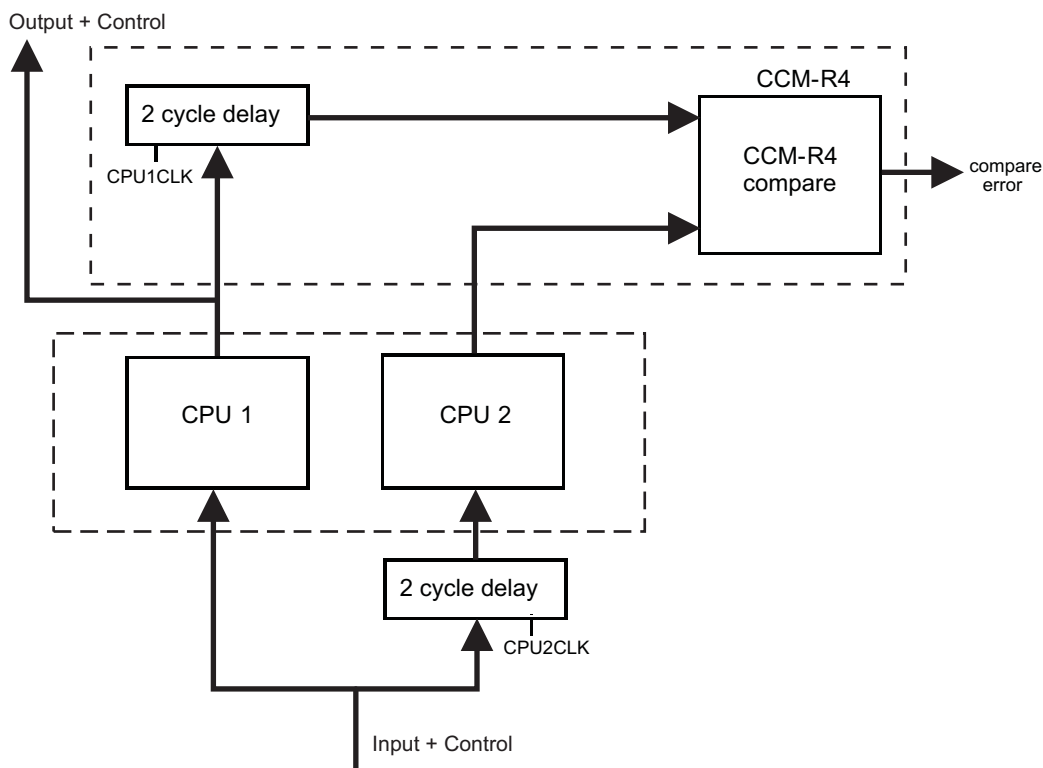 Output + Control
CCM-R4
2 cycle delay
CPU1CLK
CCM-R4
compare
compare
error
CPU 1
CPU 2
2 cycle delay
CPU2CLK
Input + Control